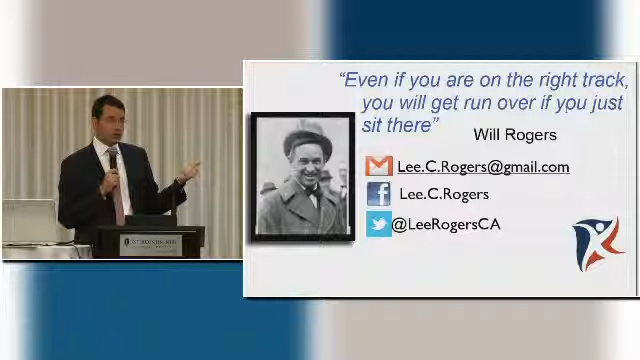 “Even if you are on the right track,
you will get run over if you just
sit there”
Will Rogers
Lee.C.Rogers@gmail.com
Lee.C.Rogers
@LeeRogersCA